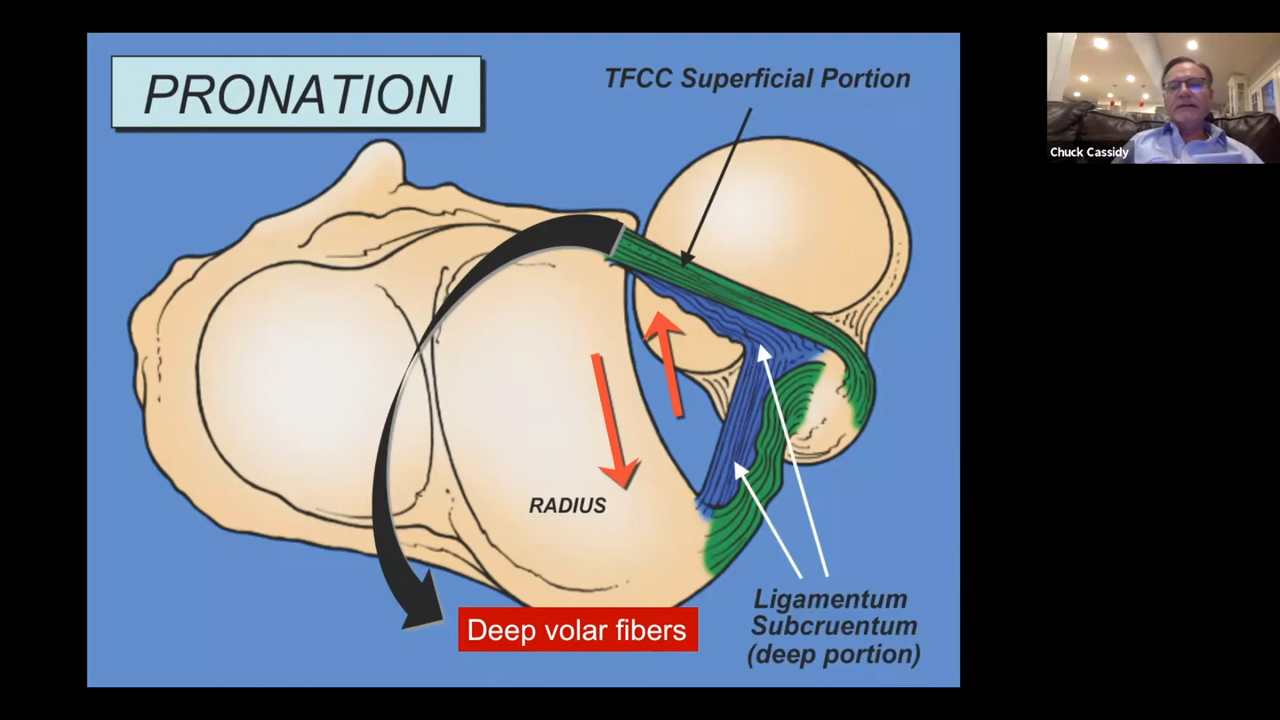 PRONATION
TFCC Superficial Portion
Chuck Cassidy
RADIUS
Deep volar fibers
Ligamentum
Subcruentum
(deep portion)